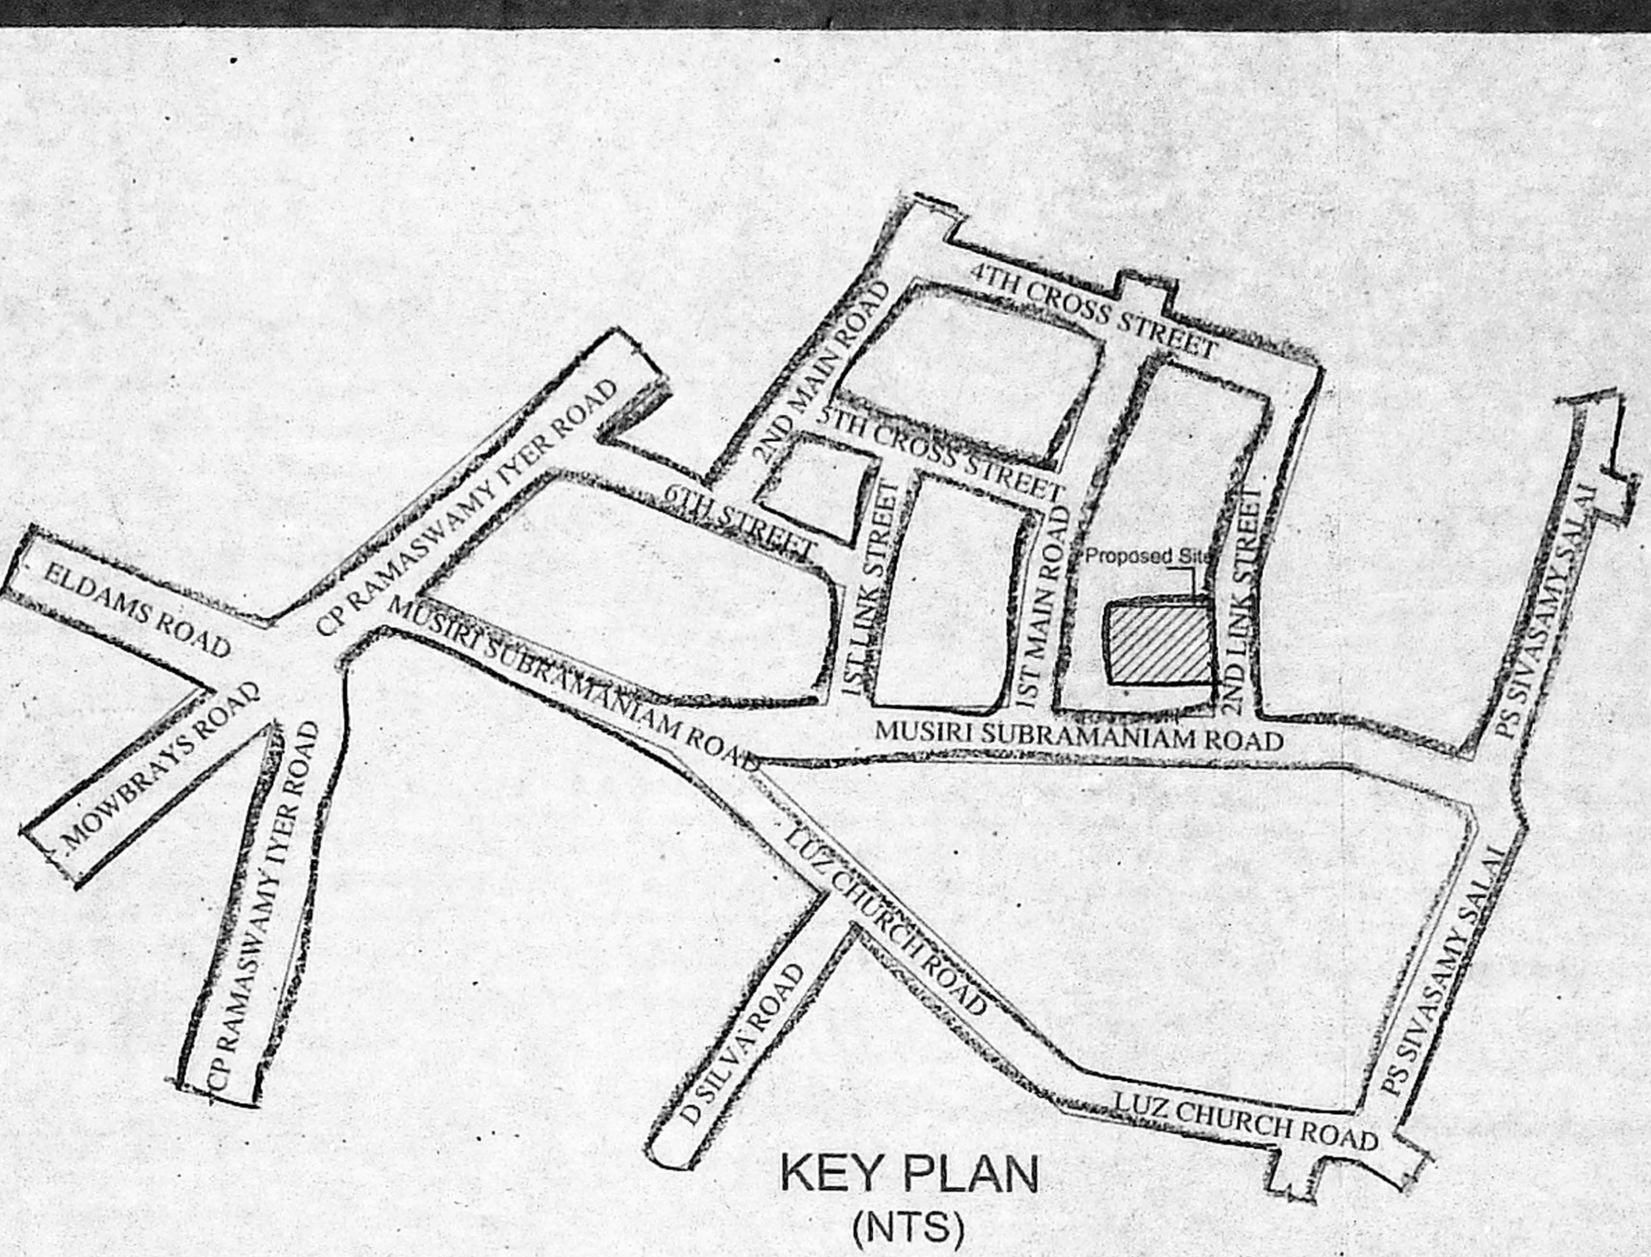 4TH CROSS STREET
2ND MAIN ROAD
5TH CROSS STREET
CP RAMASWAMY IYER ROAD
6TH STREET
1ST LINK STREET
1ST MAIN ROAD
Proposed Site
2ND LINK STREET
PS SIVASAMY SALAI
ELDAMS ROAD
MUSIRI SUBRAMANIAM ROAD
MUSIRI SUBRAMANIAM ROAD
MOWBRAYS ROAD
CP RAMASWAMY IYER ROAD
LUZ CHURCH ROAD
PS SIVASAMY SALAI
D SILVA ROAD
LUZ CHURCH ROAD
KEY PLAN
(NTS)